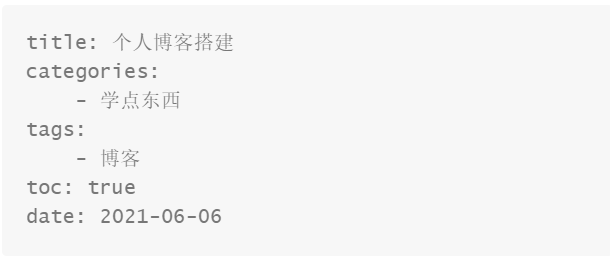 title: 个人博客搭建
categories:
    - 学点东西
tags:
    - 博客
toc: true
date: 2021-06-06